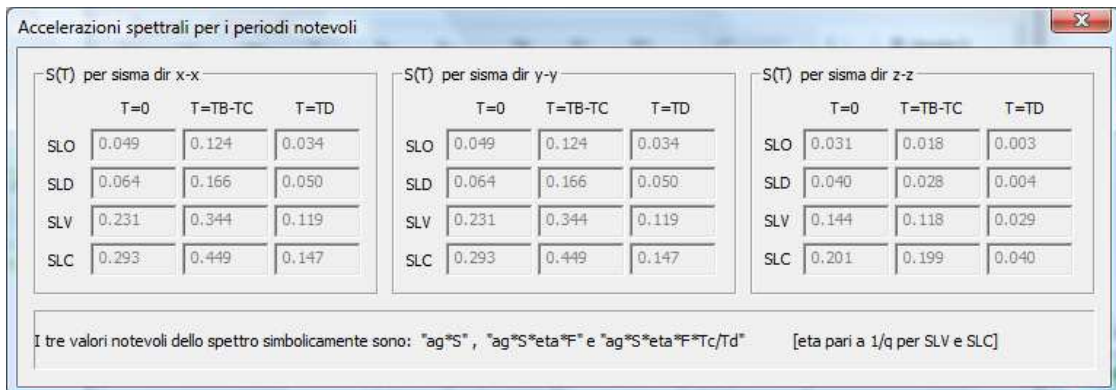 Accelerazioni spettrali per i periodi notevoli
S(T) per sisma dir x-x
T=0 T=TB-TC T=TD
SLO 0.049 0.124 0.034
SLD 0.064 0.166 0.050
SLV 0.231 0.344 0.119
SLC 0.293 0.449 0.147
S(T) per sisma dir y-y
T=0 T=TB-TC T=TD
SLO 0.049 0.124 0.034
SLD 0.064 0.166 0.050
SLV 0.231 0.344 0.119
SLC 0.293 0.449 0.147
S(T) per sisma dir z-z
T=0 T=TB-TC T=TD
SLO 0.031 0.018 0.003
SLD 0.040 0.028 0.004
SLV 0.144 0.118 0.029
SLC 0.201 0.199 0.040
I tre valori notevoli dello spettro simbolicamente sono: "ag*S" , "ag*S*eta*F" e "ag*S*eta*F*Tc/Td" [eta pari a 1/q per SLV e SLC]